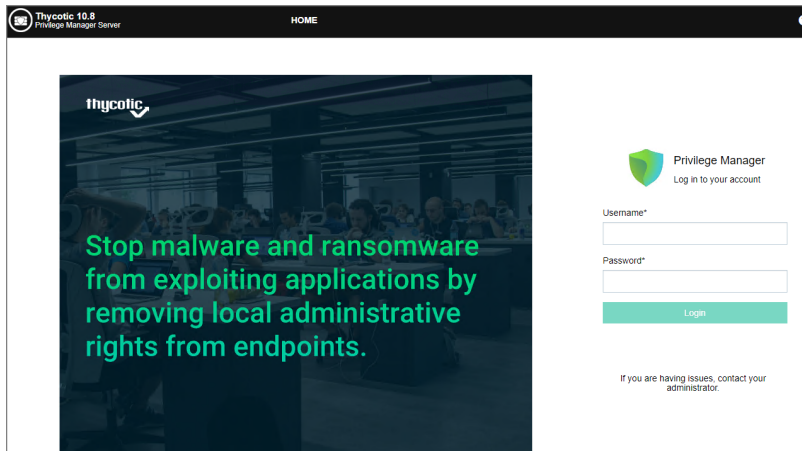 Thycotic 10.8
Privilege Manager Server
HOME
thycotic
Stop malware and ransomware
from exploiting applications by
removing local administrative
rights from endpoints.
Privilege Manager
Log in to your account
Username*
Password*
Login
If you are having issues, contact your
administrator.